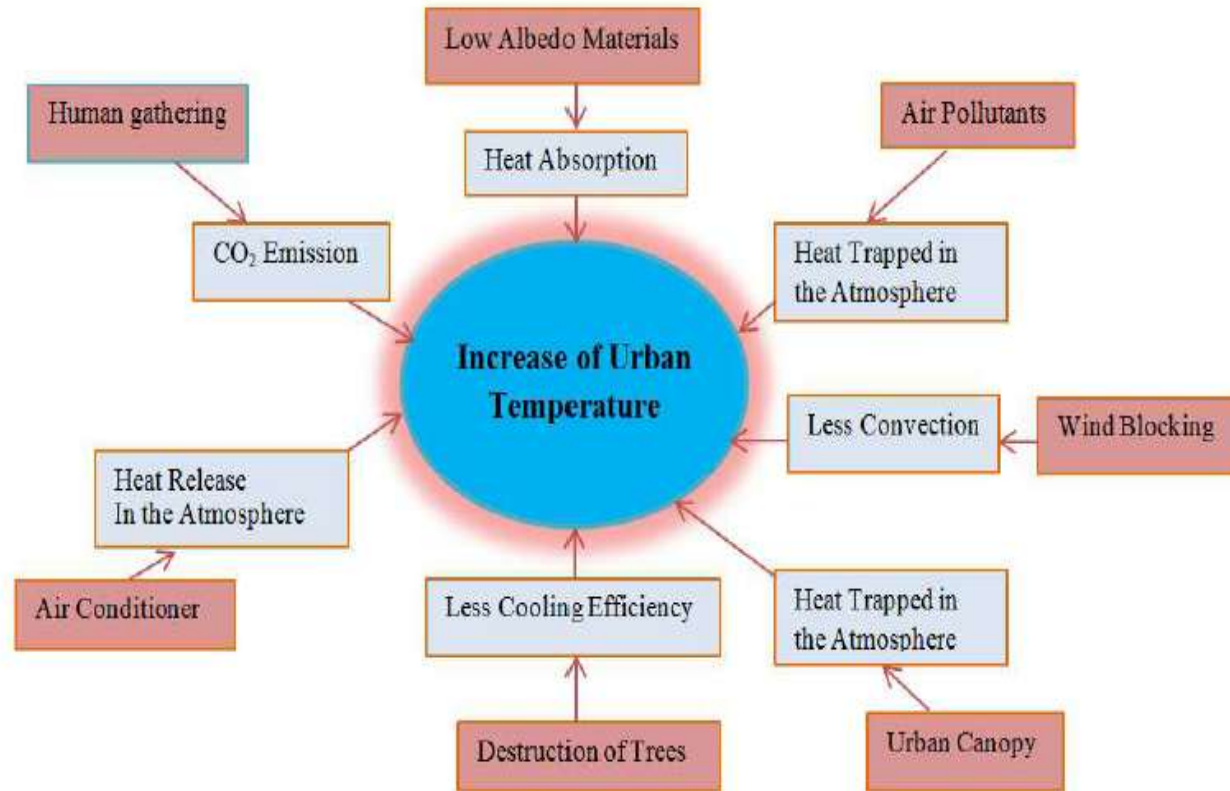 Low Albedo Materials
Human gathering
Air Pollutants
Heat Absorption
CO₂ Emission
Heat Trapped in
the Atmosphere
Increase of Urban
Temperature
Less Convection
Wind Blocking
Heat Release
In the Atmosphere
Air Conditioner
Less Cooling Efficiency
Heat Trapped in
the Atmosphere
Destruction of Trees
Urban Canopy